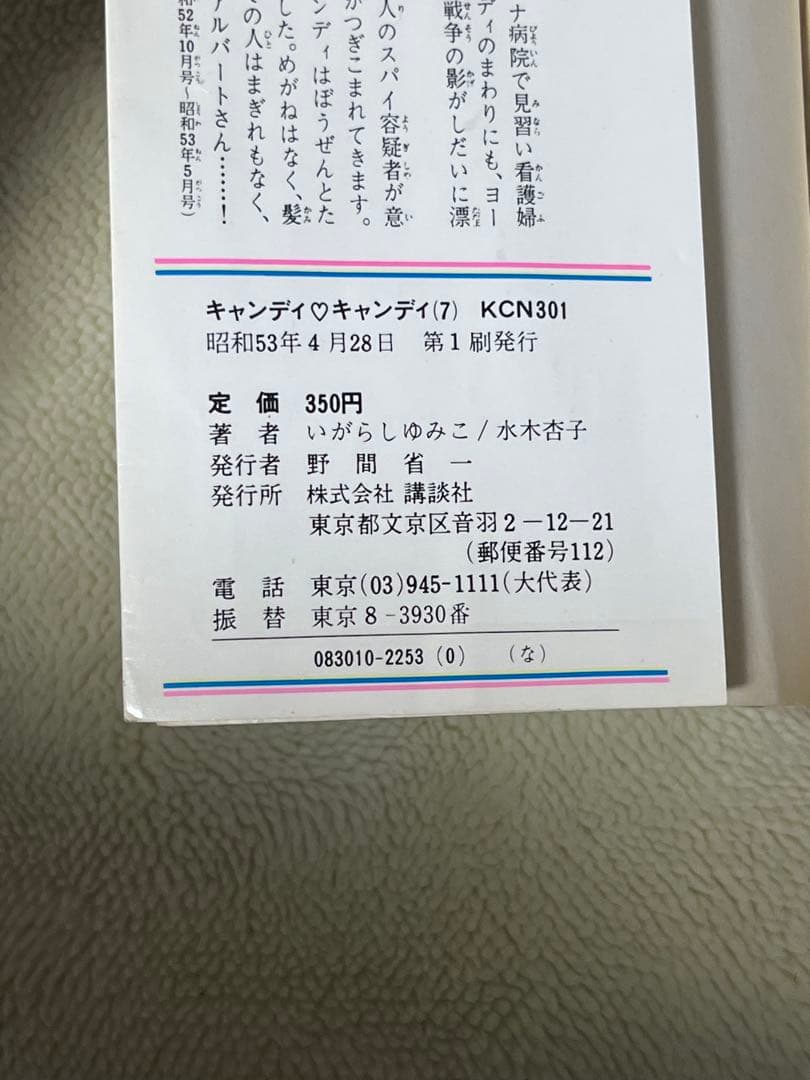 ナ病院で見習い看護婦
ディのまわりにも、ヨー
戦争の影がしだいに漂
人のスパイ容疑者が意
かつぎこまれてきます。
ンディはぼうぜんとた
した。めがねはなく、髪
の人はまぎれもなく、
アルバートさん……！
和52年10月号～昭和53年5月号)
キャンディ♡キャンディ(7) KCN301
昭和53年4月28日 第1刷発行
定価 350円
著者 いがらしゆみこ/水木杏子
発行者 野間省一
発行所 株式会社 講談社
東京都文京区音羽2-12-21
(郵便番号112)
電話 東京(03)945-1111(大代表)
振替 東京8-3930番
083010-2253 (0) (な)